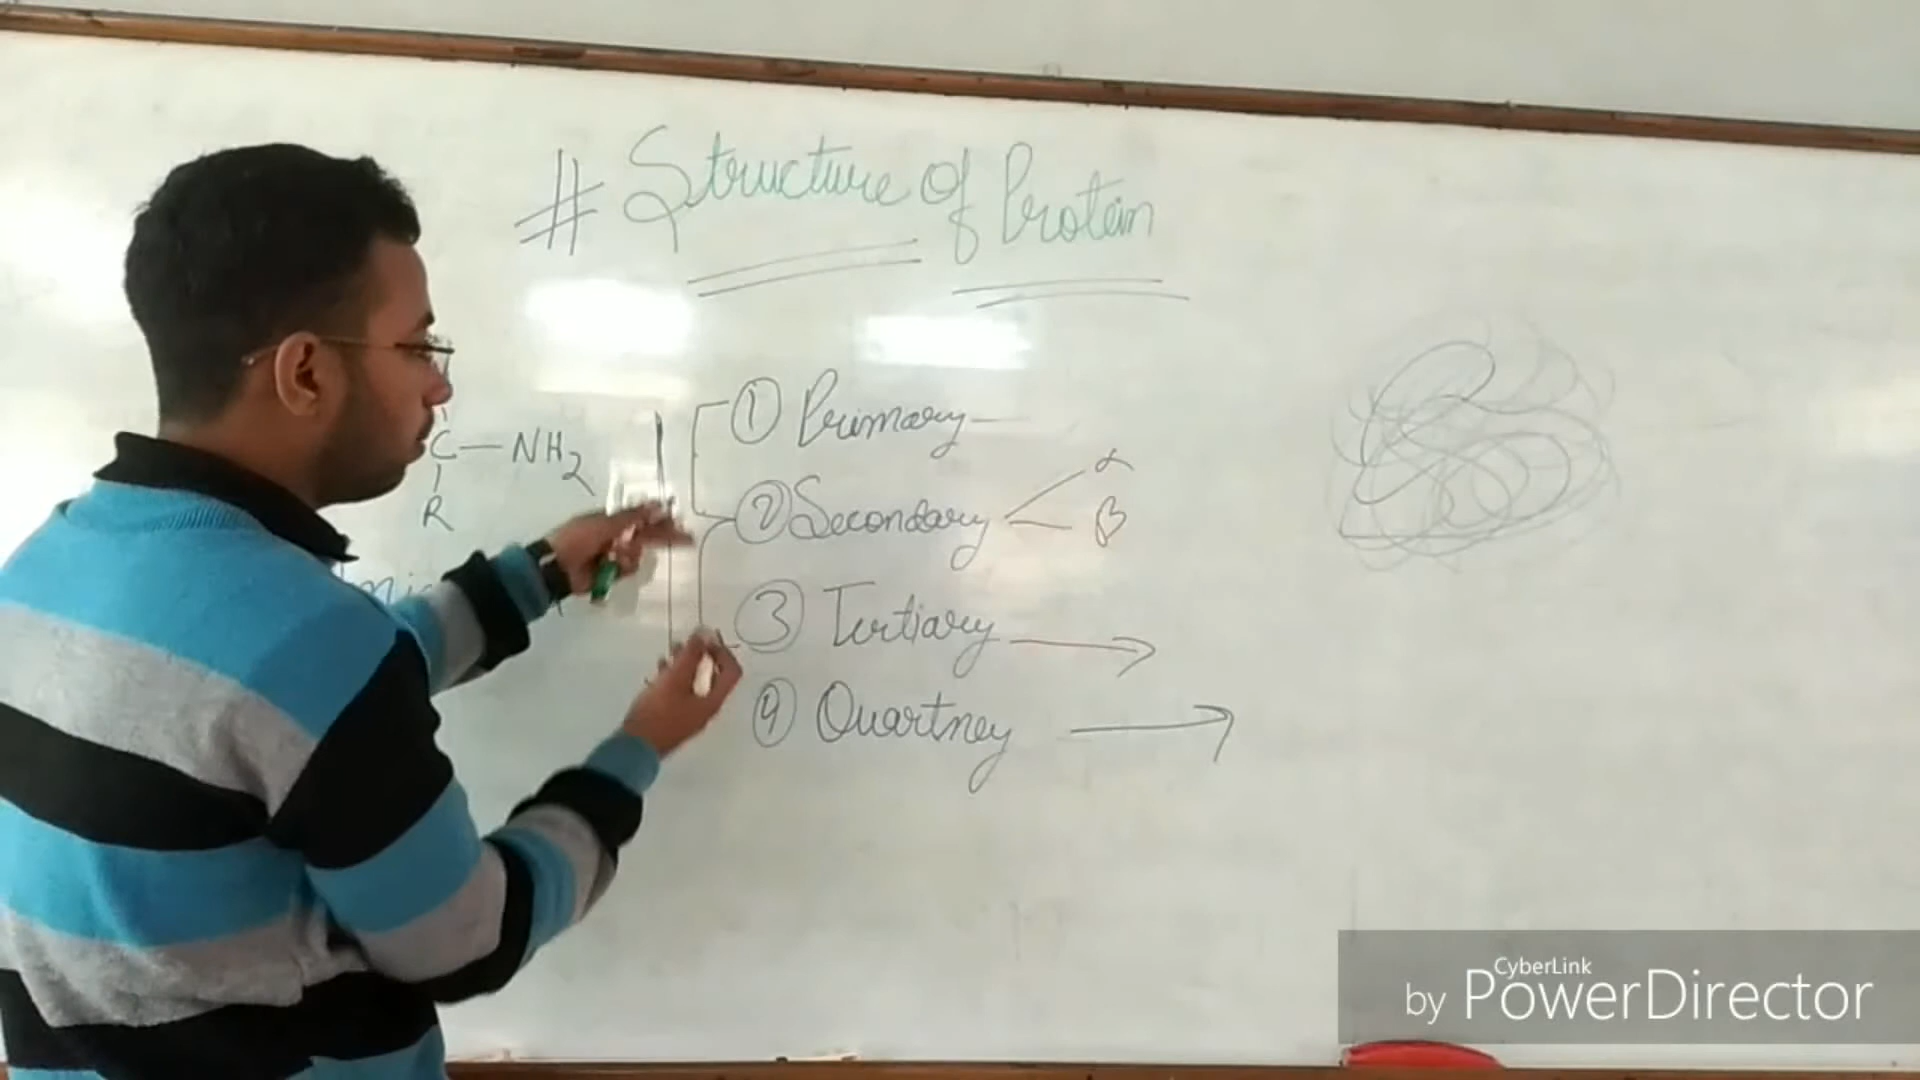 # Structure of Protein
C — NH2
R
① Primary
② Secondary
α
β
③ Tertiary
④ Quartney
CyberLink
by PowerDirector